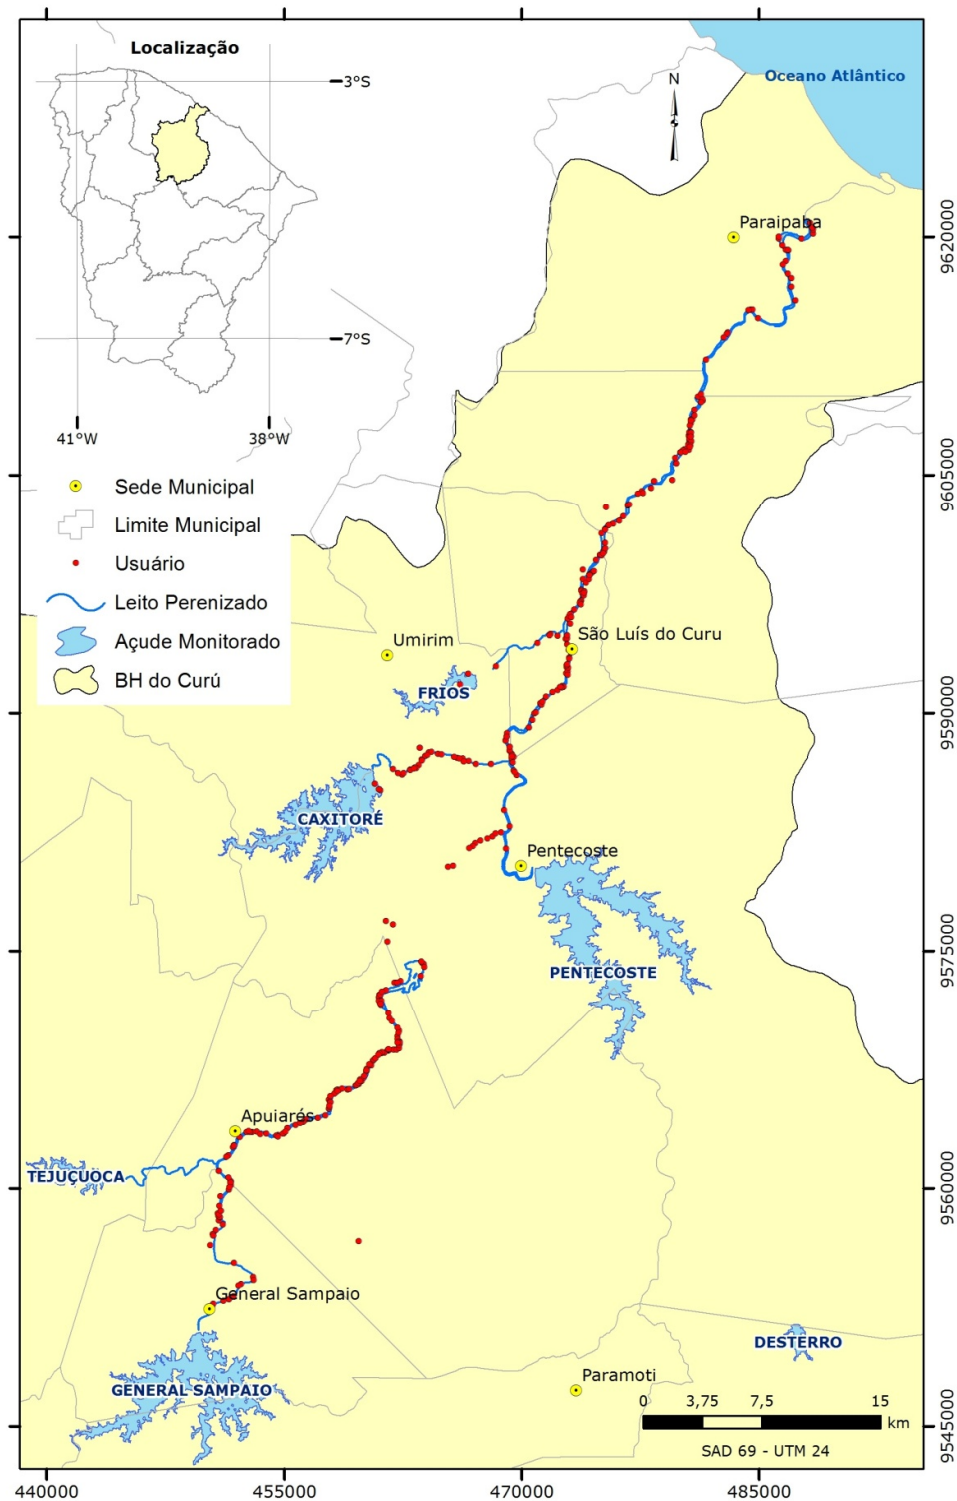 Localização
3°S
7°S
41°W
38°W
N
Oceano Atlântico
Sede Municipal
Limite Municipal
Usuário
Leito Perenizado
Açude Monitorado
BH do Curú
Paraipaba
São Luís do Curu
Umirim
FRIOS
CAXITORÉ
Pentecoste
PENTECOSTE
Apuiarés
TEJUÇUOCA
General Sampaio
GENERAL SAMPAIO
DESTERRO
Paramoti
0 3,75 7,5 15
km
SAD 69 - UTM 24
9620000
9605000
9590000
9575000
9560000
9545000
440000 455000 470000 485000